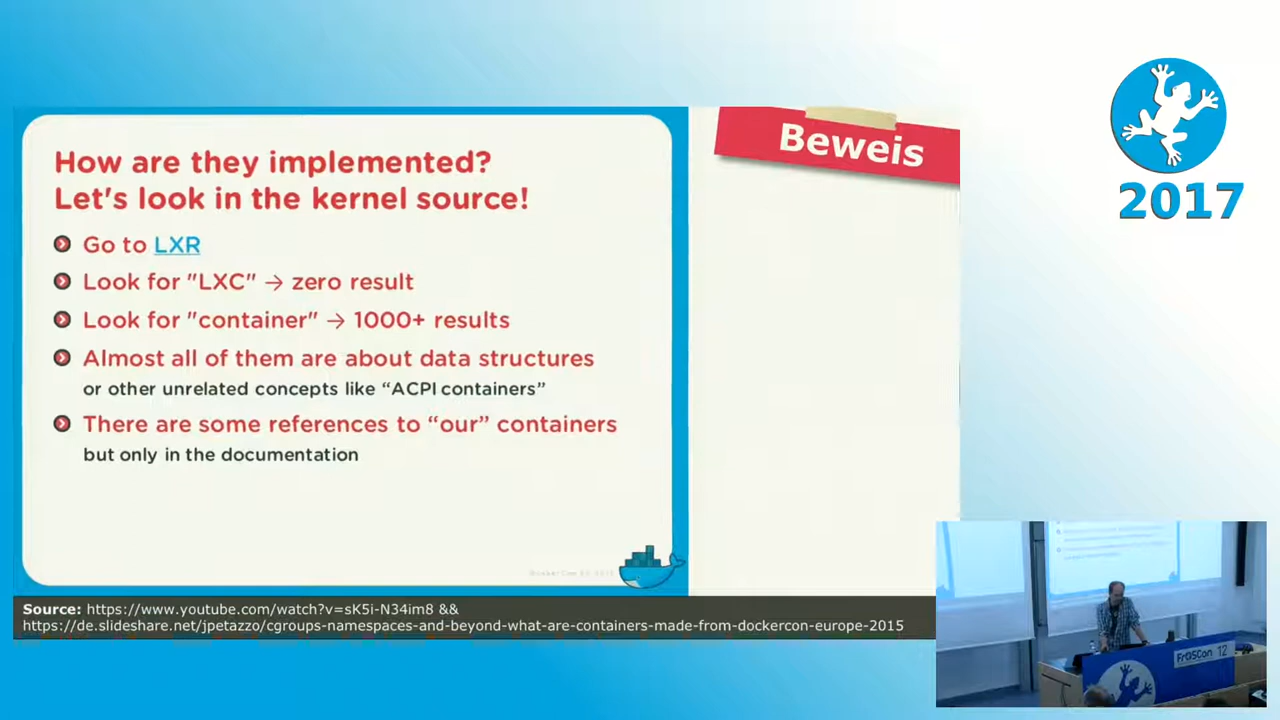 How are they implemented?
Let's look in the kernel source!
Go to LXR
Look for "LXC" → zero result
Look for "container" → 1000+ results
Almost all of them are about data structures
or other unrelated concepts like “ACPI containers”
There are some references to “our” containers
but only in the documentation
Beweis
Source: https://www.youtube.com/watch?v=sK5i-N34im8 &&
https://de.slideshare.net/jpetazzo/cgroups-namespaces-and-beyond-what-are-containers-made-from-dockercon-europe-2015
2017
FrOSCon 12